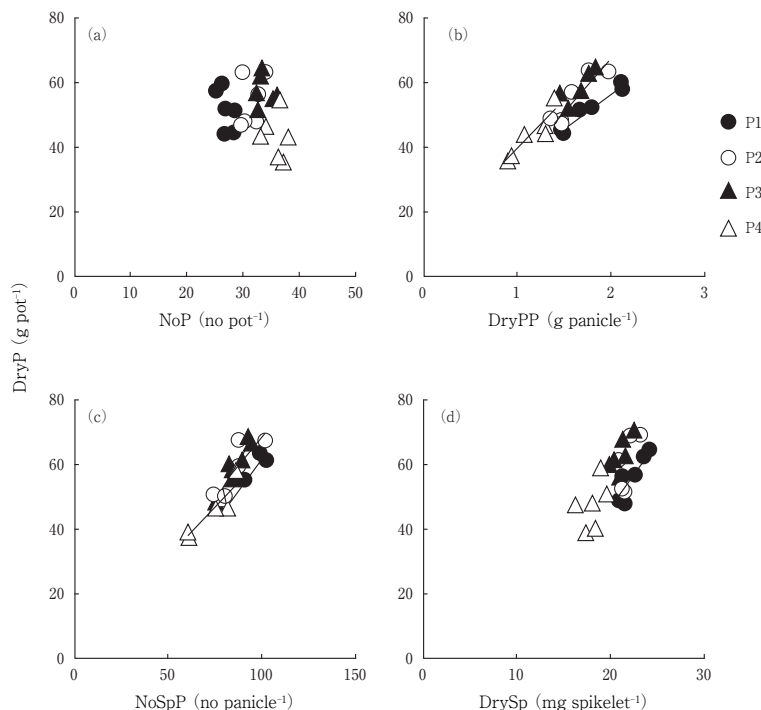 (a)
80
60
40
20
0
0 10 20 30 40 50
NoP (no pot⁻¹)
(b)
80
60
40
20
0
0 1 2 3
DryPP (g panicle⁻¹)
P1
P2
P3
P4
DryP (g pot⁻¹)
(c)
80
60
40
20
0
0 50 100 150
NoSpP (no panicle⁻¹)
(d)
80
60
40
20
0
0 10 20 30
DrySp (mg spikelet⁻¹)